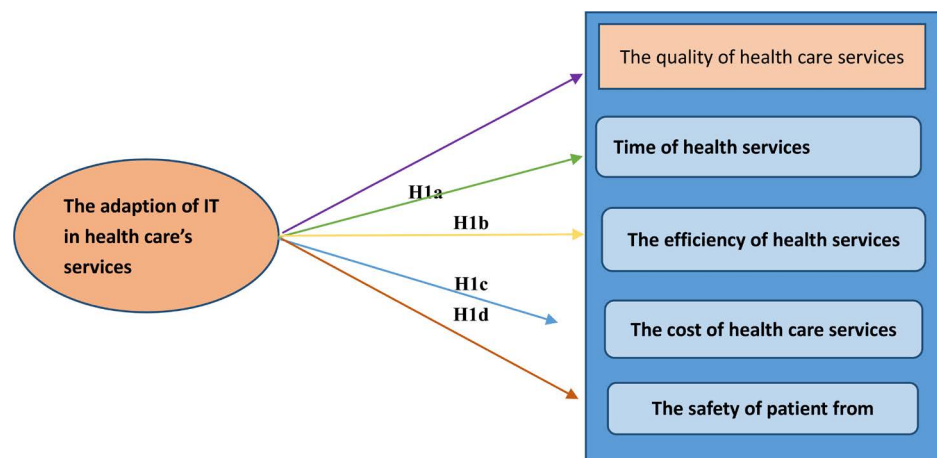 The quality of health care services
Time of health services
H1a
The adaption of IT
in health care's
services
H1b
The efficiency of health services
H1c
H1d
The cost of health care services
The safety of patient from